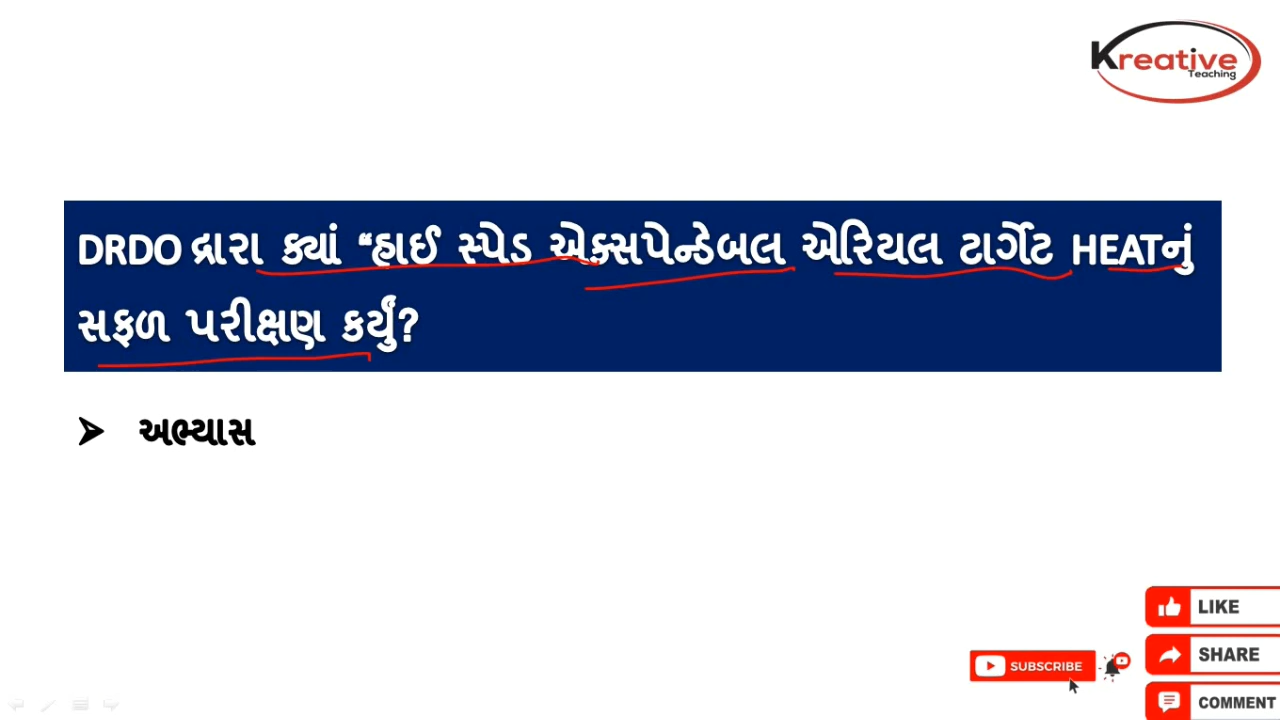 Kreative
Teaching
DRDO દ્રારા ક્યાં “હાઈ સ્પેડ એક્સપેન્ડેબલ એરિયલ ટાર્ગેટ HEATનું
સફળ પરીક્ષણ કર્યું?
➤ અભ્યાસ
LIKE
SHARE
SUBSCRIBE
COMMENT